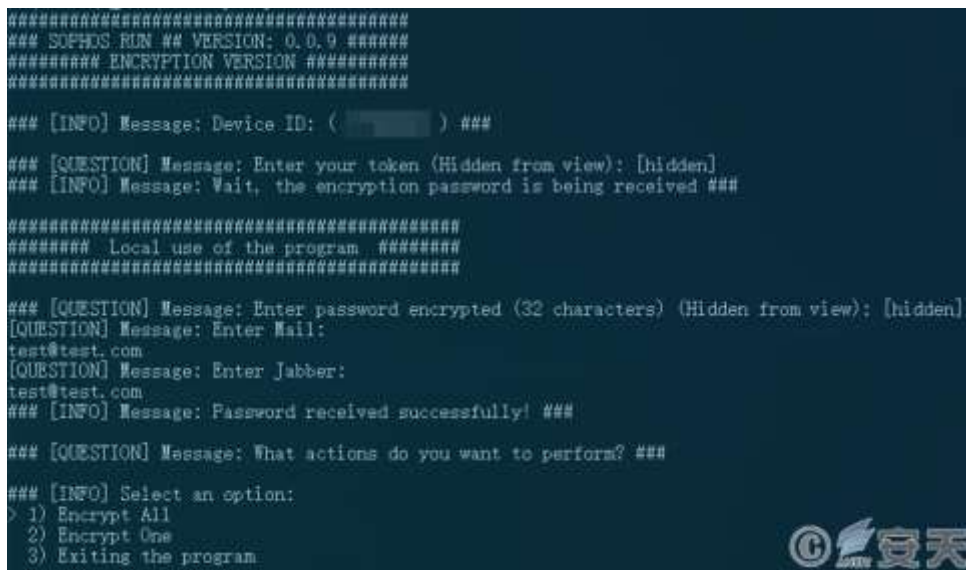 #######################################
### SOPHOS RUN ## VERSION: 0.0.9 ######
######### ENCRYPTION VERSION ##########
#######################################
### [INFO] Message: Device ID: ( ) ###
### [QUESTION] Message: Enter your token (Hidden from view): [hidden]
### [INFO] Message: Wait, the encryption password is being received ###
############################################
######## Local use of the program ########
############################################
### [QUESTION] Message: Enter password encrypted (32 characters) (Hidden from view): [hidden]
[QUESTION] Message: Enter Mail:
test@test.com
[QUESTION] Message: Enter Jabber:
test@test.com
### [INFO] Message: Password received successfully! ###
### [QUESTION] Message: What actions do you want to perform? ###
### [INFO] Select an option:
> 1) Encrypt All
2) Encrypt One
3) Exiting the program
© 安天